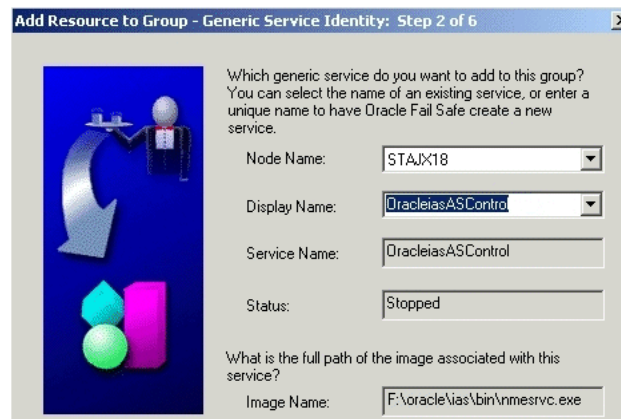 Add Resource to Group - Generic Service Identity: Step 2 of 6
Which generic service do you want to add to this group?
You can select the name of an existing service, or enter a
unique name to have Oracle Fail Safe create a new
service.
Node Name: STAJX18
Display Name: OracleiasASControl
Service Name: OracleiasASControl
Status: Stopped
What is the full path of the image associated with this
service?
Image Name: F:\oracle\ias\bin\nmesrvc.exe